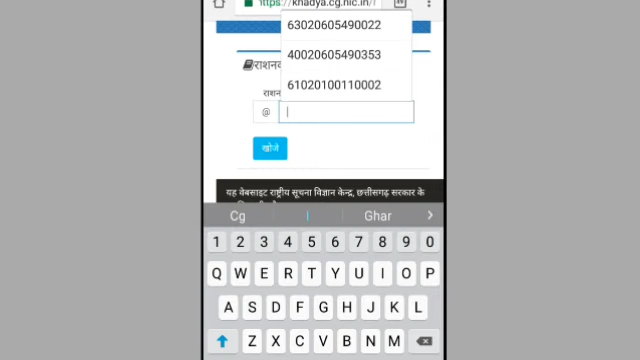 https://khadya.cg.nic.in/r
63020605490022
40020605490353
61020100110002
@
खोजे
यह वेबसाइट राष्ट्रीय सूचना विज्ञान केन्द्र, छत्तीसगढ़ सरकार के
Cg
I
Ghar
1 2 3 4 5 6 7 8 9 0
Q W E R T Y U I O P
A S D F G H J K L
Z X C V B N M